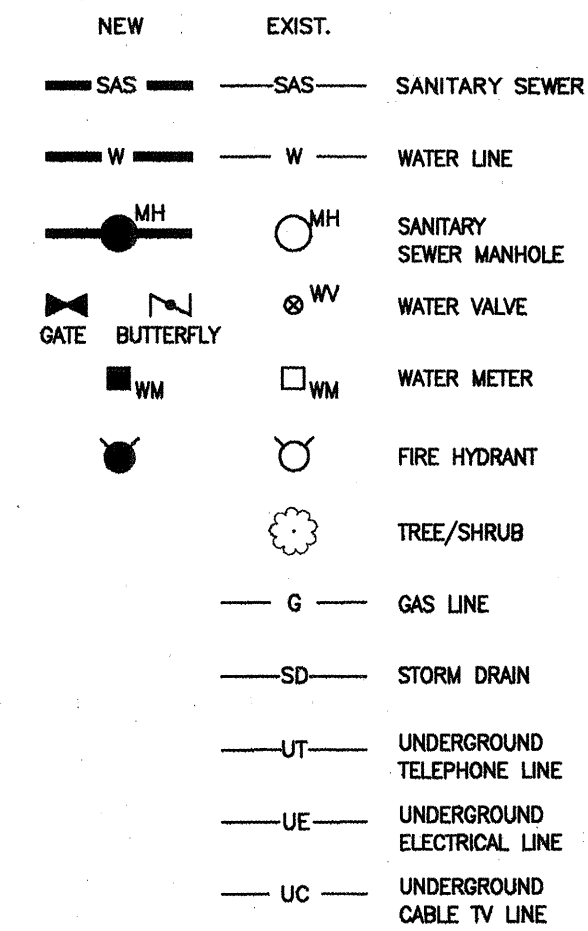 NEW EXIST.
SAS SAS SANITARY SEWER
W W WATER LINE
MH MH SANITARY
SEWER MANHOLE
WV WATER VALVE
GATE BUTTERFLY
WM WM WATER METER
FIRE HYDRANT
TREE/SHRUB
G GAS LINE
SD STORM DRAIN
UT UNDERGROUND
TELEPHONE LINE
UE UNDERGROUND
ELECTRICAL LINE
UC UNDERGROUND
CABLE TV LINE